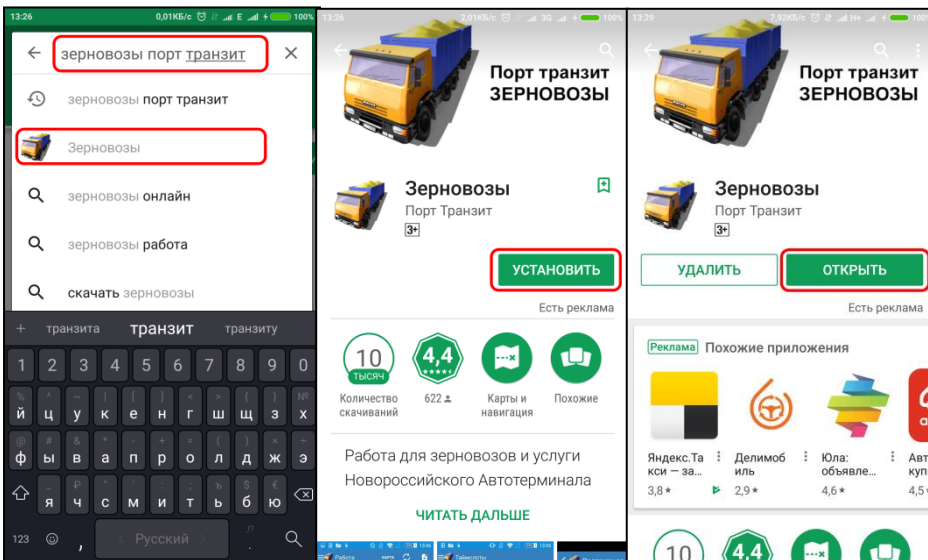 13:26 0,01КБ/с E 100%
зерновозы порт транзит
зерновозы порт транзит
Зерновозы
зерновозы онлайн
зерновозы работа
скачать зерновозы
+ транзита транзит транзиту
1 2 3 4 5 6 7 8 9 0
й ц у к е н г ш щ з х
ф ы в а п р о л д ж э
я ч с м и т ь б ю
123 , Русский .
13:26 2,01КБ/с 3G 100%
Порт транзит
ЗЕРНОВОЗЫ
Зерновозы
Порт Транзит
3+
УСТАНОВИТЬ
Есть реклама
10
ТЫСЯЧ
4,4
Количество скачиваний
622
Карты и навигация
Похожие
Работа для зерновозов и услуги
Новороссийского Автотерминала
ЧИТАТЬ ДАЛЬШЕ
Работа
Таймслоты
13:29 7,92КБ/с H+ 100%
Порт транзит
ЗЕРНОВОЗЫ
Зерновозы
Порт Транзит
3+
УДАЛИТЬ ОТКРЫТЬ
Есть реклама
Реклама Похожие приложения
Яндекс.Та
кси — за...
3,8
Делимоб
иль
2,9
Юла:
объявле...
4,6
Авт
куп
4,5
10
4,4